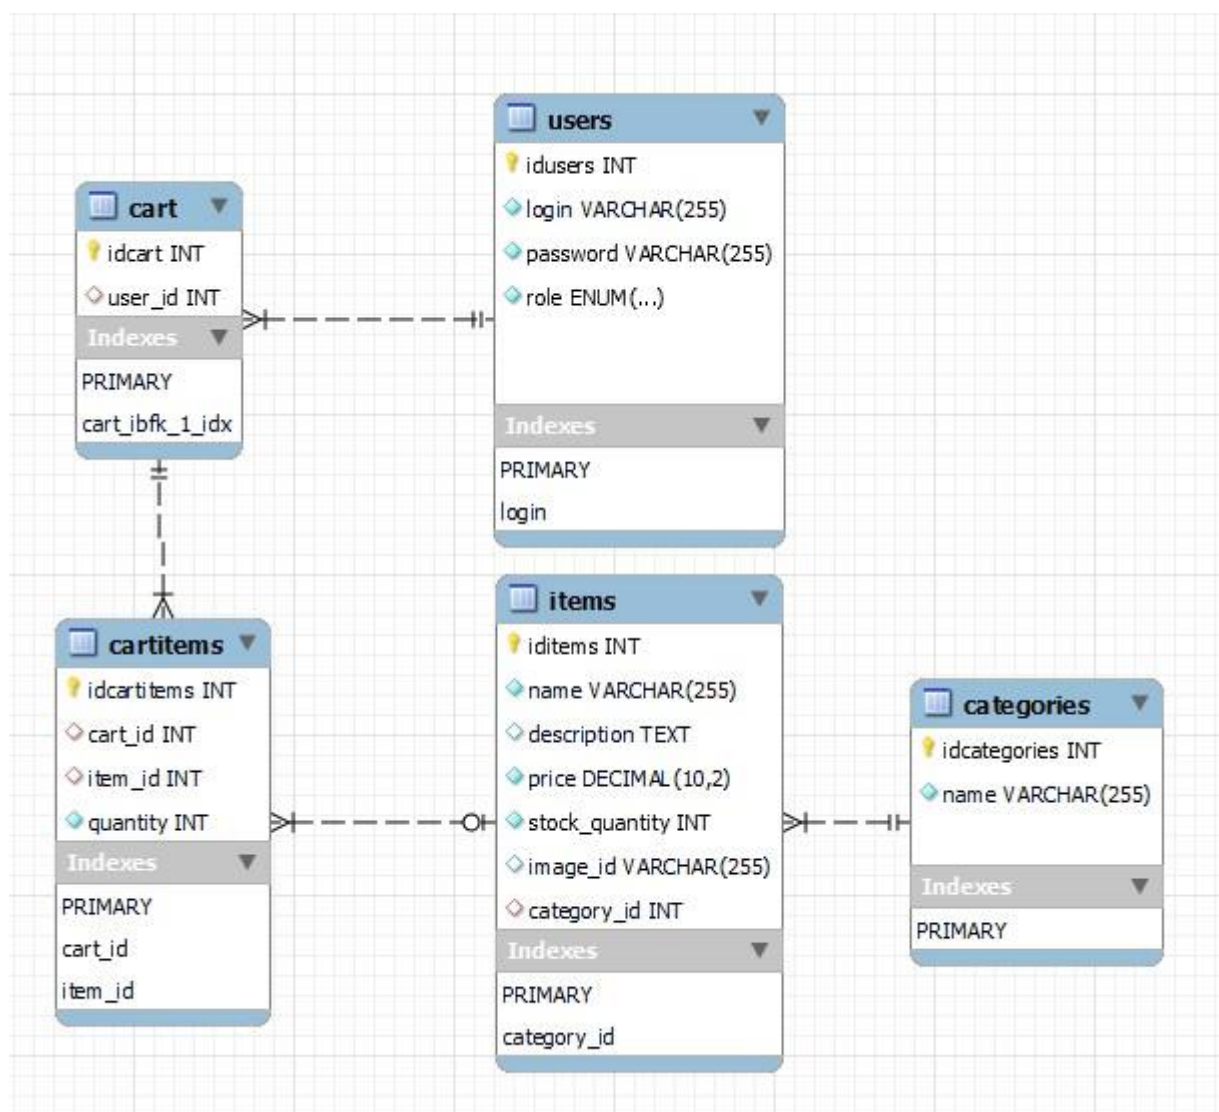 users
idusers INT
login VARCHAR(255)
password VARCHAR(255)
role ENUM(...)
Indexes
PRIMARY
login
cart
idcart INT
user_id INT
Indexes
PRIMARY
cart_ibfk_1_idx
cartitems
idcartitems INT
cart_id INT
item_id INT
quantity INT
Indexes
PRIMARY
cart_id
item_id
items
iditems INT
name VARCHAR(255)
description TEXT
price DECIMAL(10,2)
stock_quantity INT
image_id VARCHAR(255)
category_id INT
Indexes
PRIMARY
category_id
categories
idcategories INT
name VARCHAR(255)
Indexes
PRIMARY